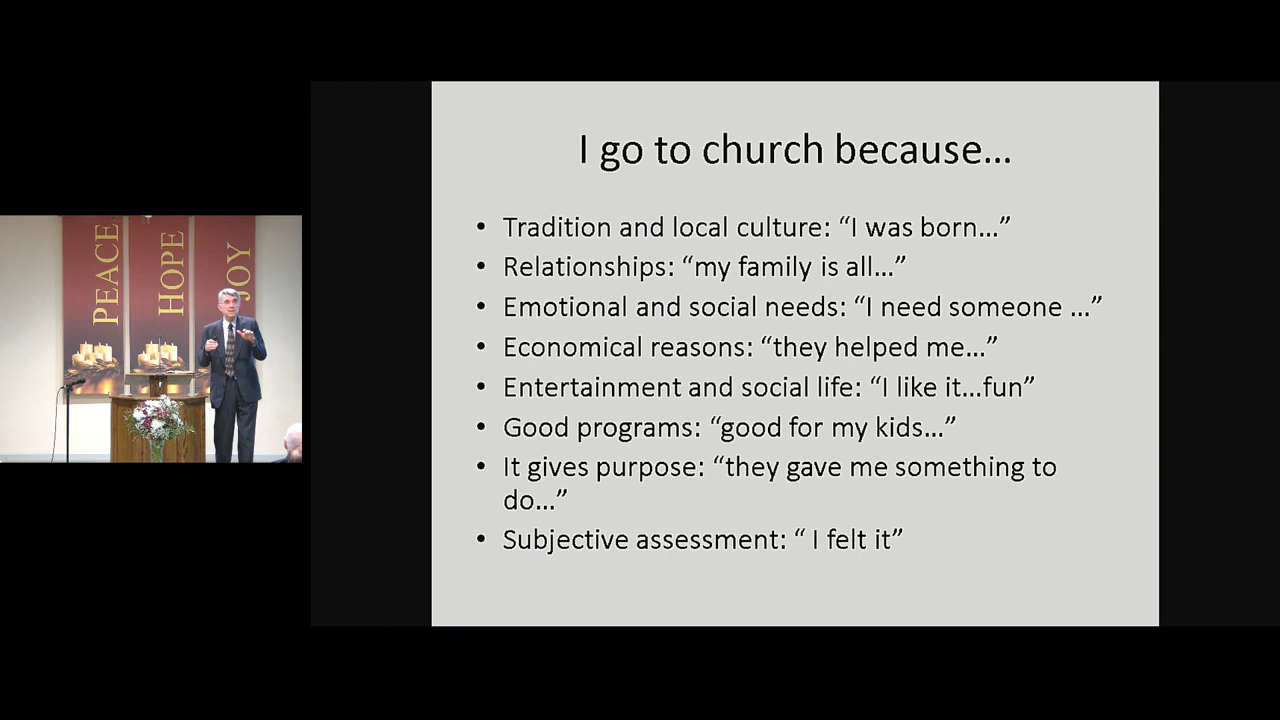 PEACE
HOPE
JOY
I go to church because...
• Tradition and local culture: “I was born...”
• Relationships: “my family is all...”
• Emotional and social needs: “I need someone ...”
• Economical reasons: “they helped me...”
• Entertainment and social life: “I like it...fun”
• Good programs: “good for my kids...”
• It gives purpose: “they gave me something to
do...”
• Subjective assessment: “ I felt it”